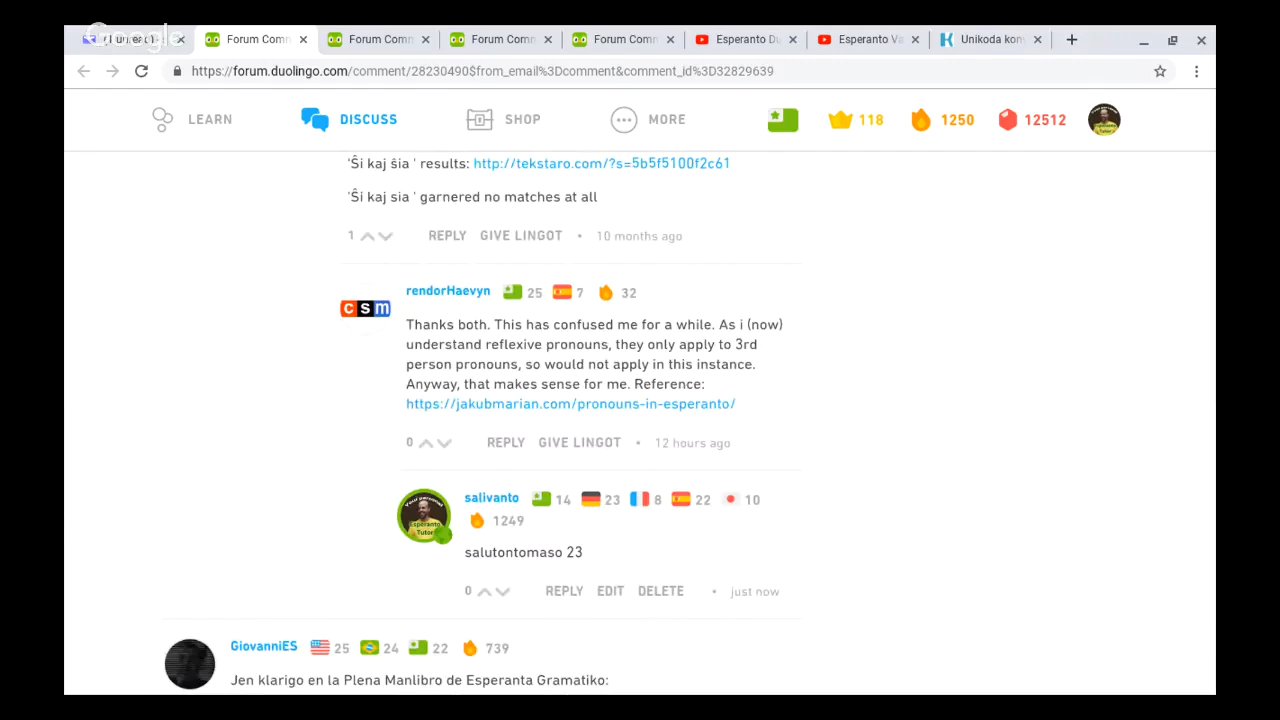 Google
Forum Comm
Forum Comm
Forum Comm
Forum Comm
Esperanto Du
Esperanto Va
Unikoda kon
https://forum.duolingo.com/comment/28230490$from_email%3Dcomment&comment_id%3D32829639
LEARN DISCUSS SHOP MORE 118 1250 12512
'Ŝi kaj ŝia ' results: http://tekstaro.com/?s=5b5f5100f2c61
'Ŝi kaj sia ' garnered no matches at all
1 REPLY GIVE LINGOT • 10 months ago
csm
rendorHaevyn 25 7 32
Thanks both. This has confused me for a while. As i (now)
understand reflexive pronouns, they only apply to 3rd
person pronouns, so would not apply in this instance.
Anyway, that makes sense for me. Reference:
https://jakubmarian.com/pronouns-in-esperanto/
0 REPLY GIVE LINGOT • 12 hours ago
Your personal
Esperanto
Tutor
salivanto 14 23 8 22 10
1249
salutontomaso 23
0 REPLY EDIT DELETE • just now
GiovanniES 25 24 22 739
Jen klarigo en la Plena Manlibro de Esperanta Gramatiko: